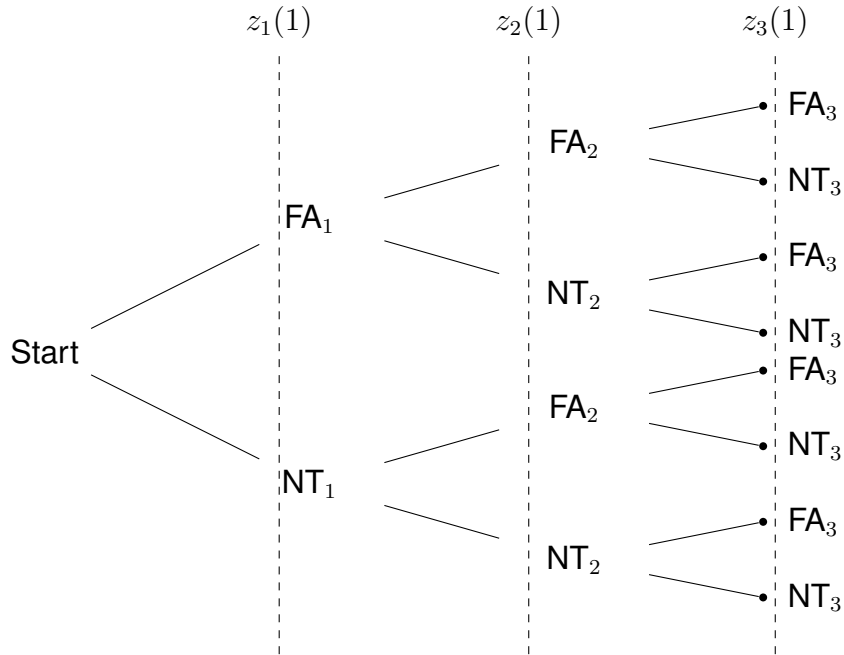 z₁(1) z₂(1) z₃(1)
FA₃
FA₂
NT₃
FA₁
FA₃
NT₂
NT₃
Start
FA₃
FA₂
NT₃
NT₁
FA₃
NT₂
NT₃